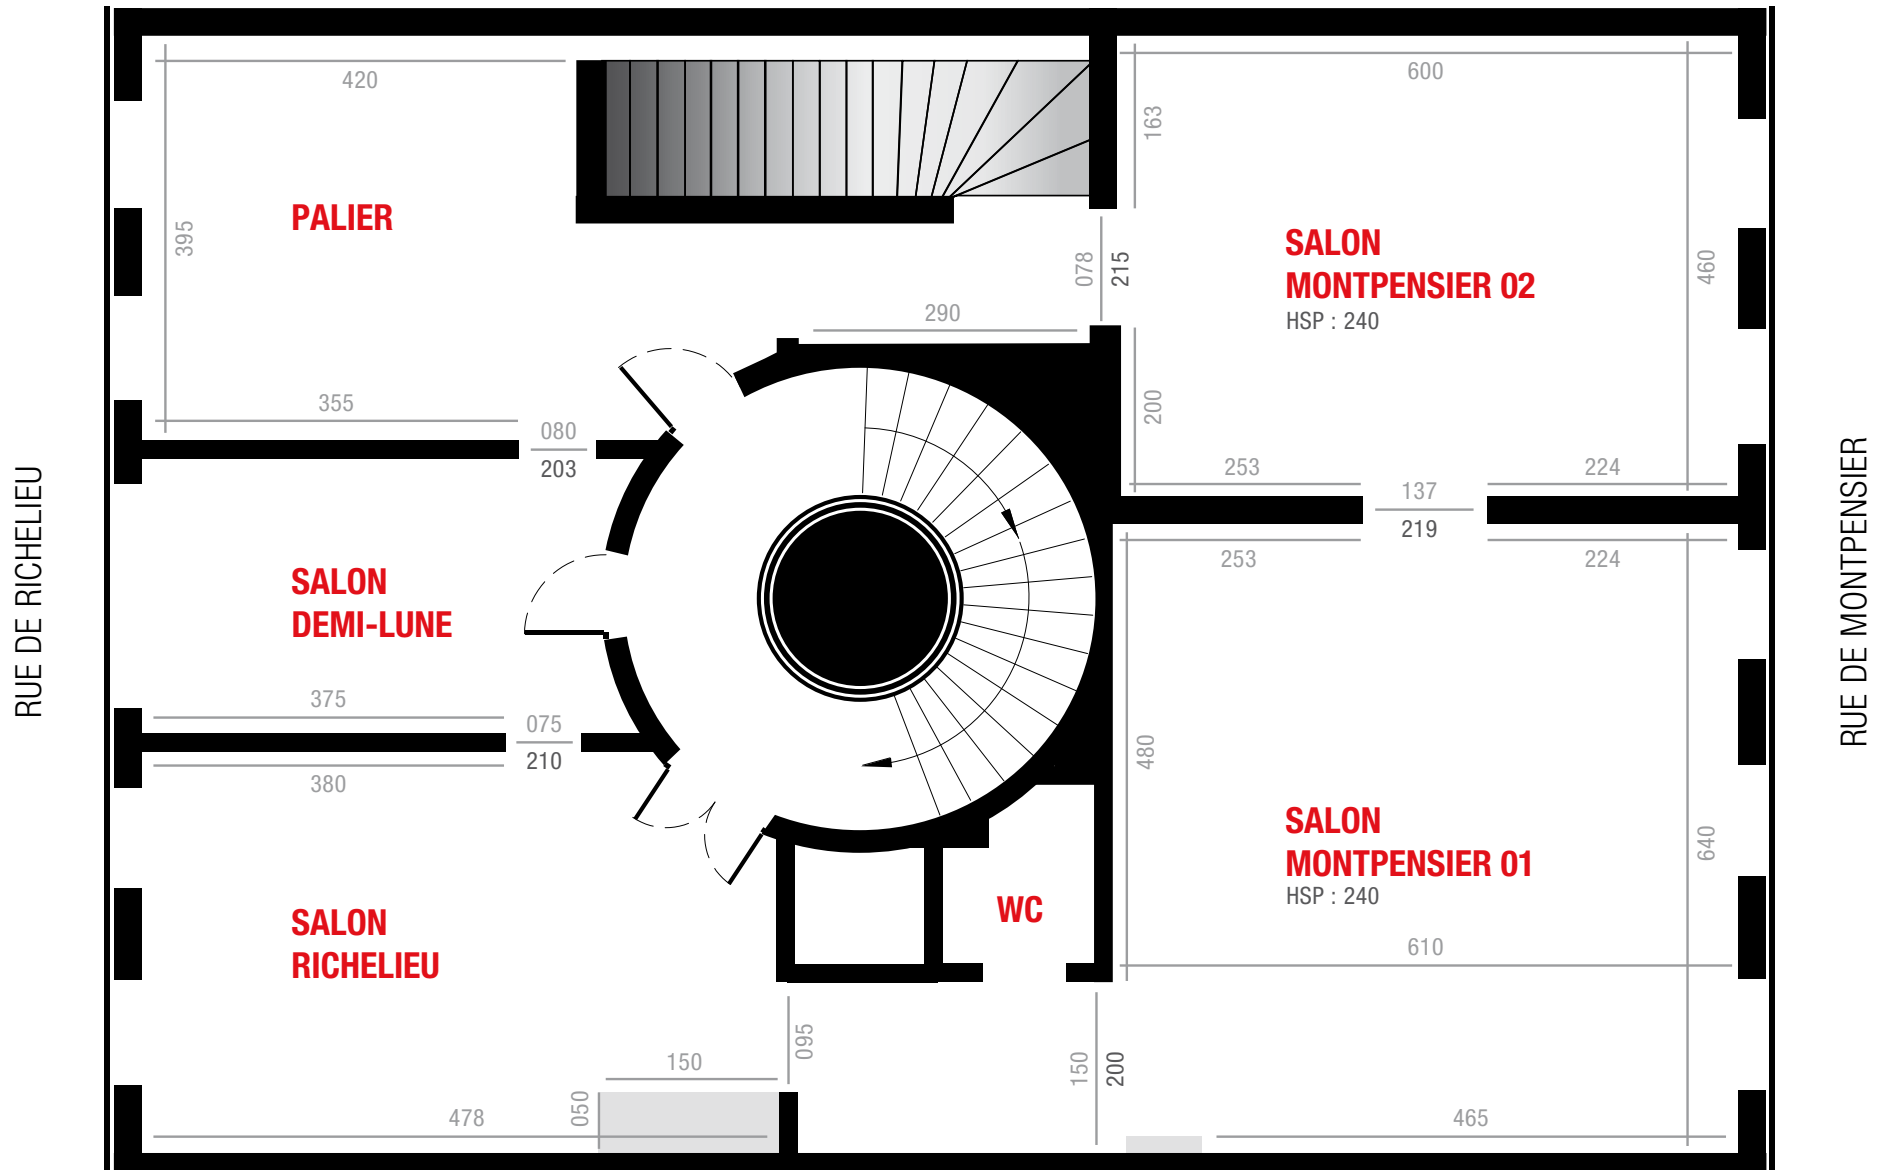 420
600
163
PALIER
395
SALON
MONTPENSIER 02
HSP : 240
460
078
215
290
355
080
203
200
253
224
137
219
253
224
RUE DE RICHELIEU
RUE DE MONTPENSIER
SALON
DEMI-LUNE
375
075
210
380
480
SALON
MONTPENSIER 01
HSP : 240
640
SALON
RICHELIEU
WC
610
095
150
150
200
050
478
465